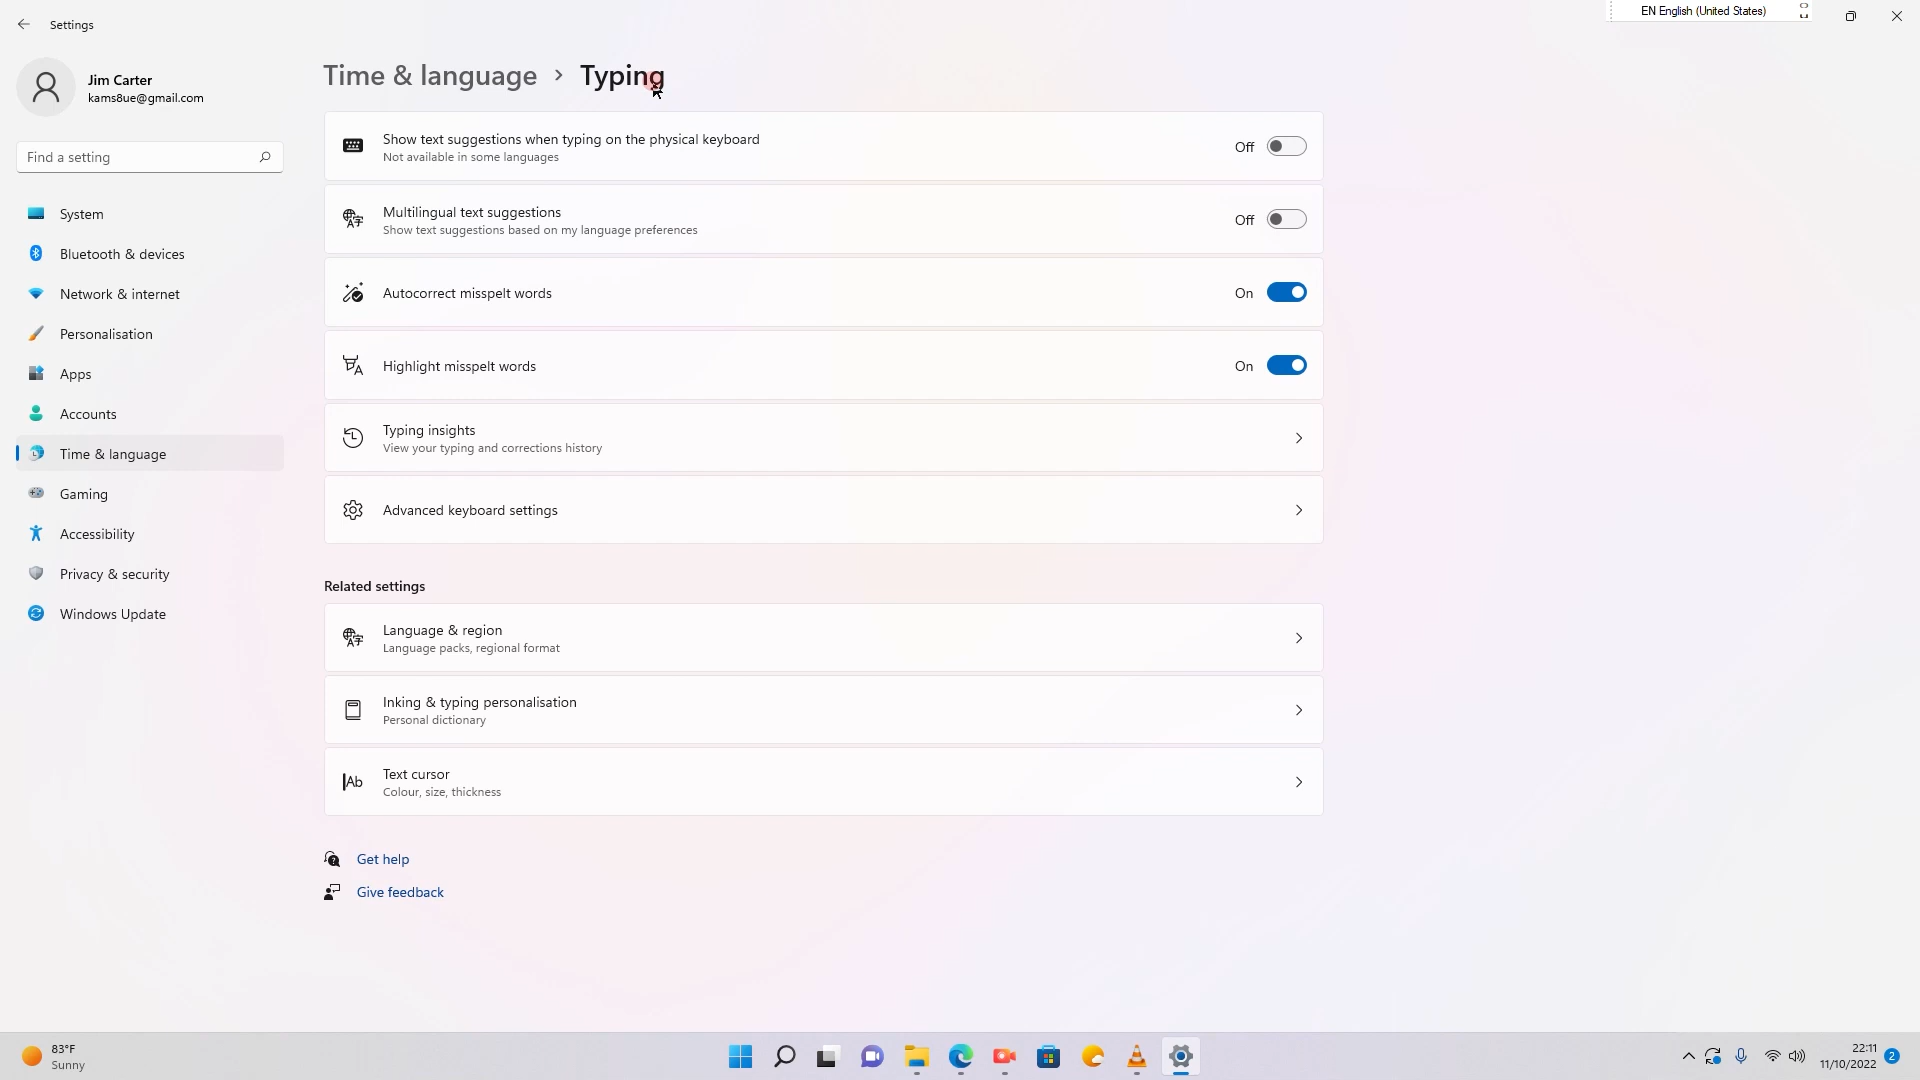 Settings
EN English (United States)
Jim Carter
kams8ue@gmail.com
Find a setting
System
Bluetooth & devices
Network & internet
Personalisation
Apps
Accounts
Time & language
Gaming
Accessibility
Privacy & security
Windows Update
Time & language > Typing
Show text suggestions when typing on the physical keyboard
Not available in some languages
Off
Multilingual text suggestions
Show text suggestions based on my language preferences
Off
Autocorrect misspelt words
On
Highlight misspelt words
On
Typing insights
View your typing and corrections history
Advanced keyboard settings
Related settings
Language & region
Language packs, regional format
Inking & typing personalisation
Personal dictionary
Text cursor
Colour, size, thickness
Get help
Give feedback
83°F
Sunny
22:11
11/10/2022
2